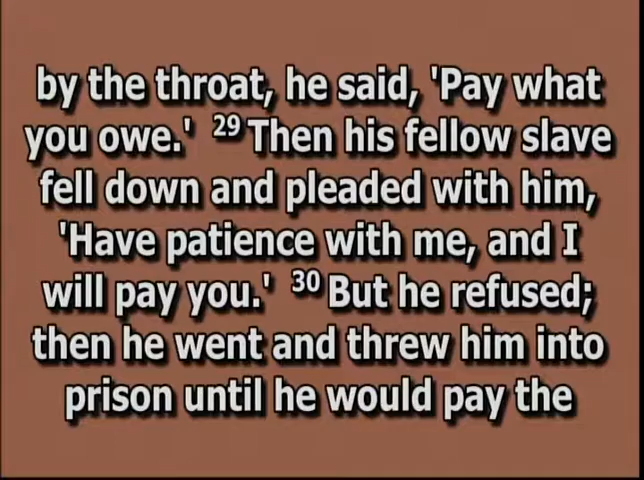 by the throat, he said, 'Pay what
you owe.' 29 Then his fellow slave
fell down and pleaded with him,
'Have patience with me, and I
will pay you.' 30 But he refused;
then he went and threw him into
prison until he would pay the